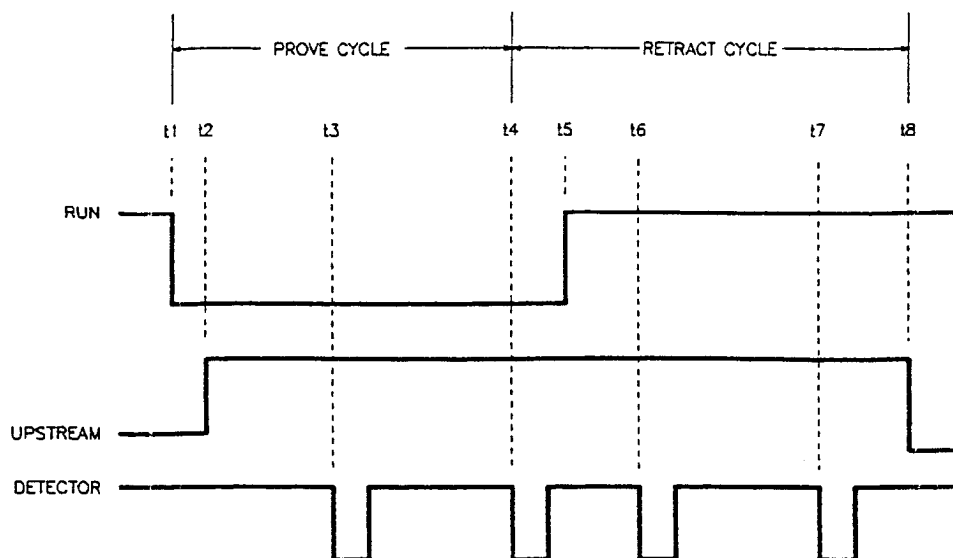 PROVE CYCLE RETRACT CYCLE
t1 t2 t3 t4 t5 t6 t7 t8
RUN
UPSTREAM
DETECTOR